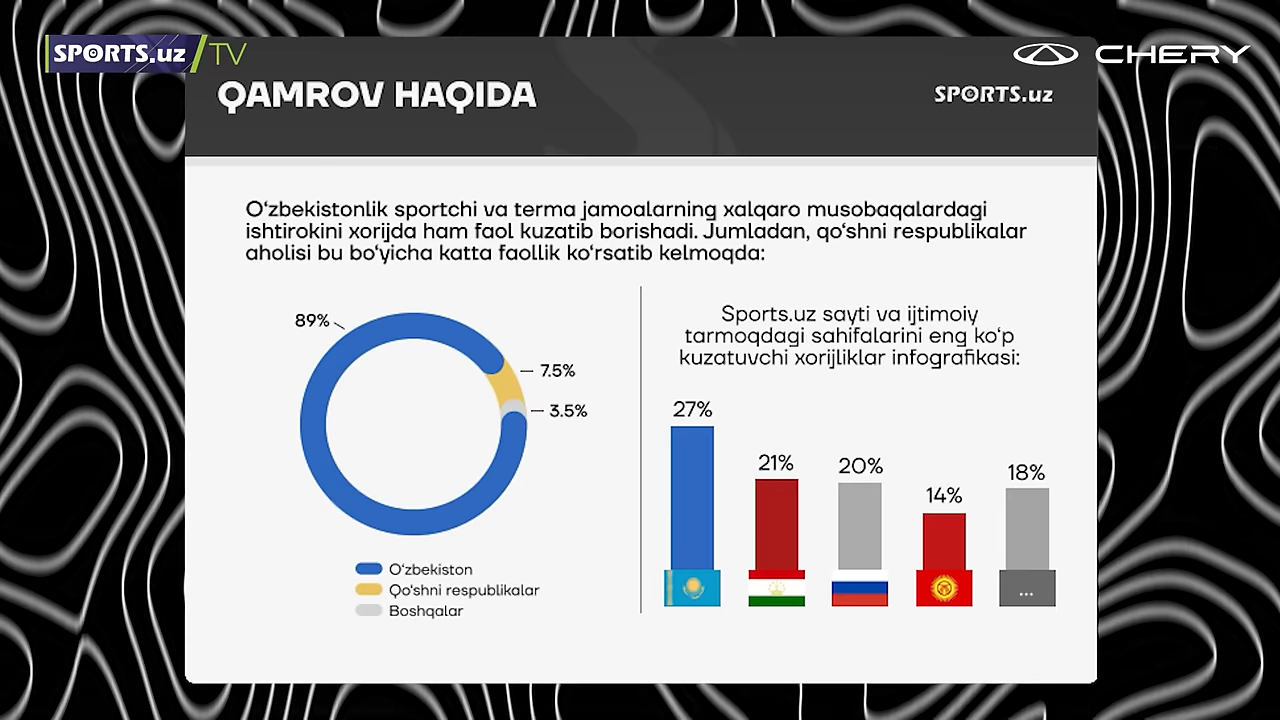 SPORTS.uz/TV
CHERY
QAMROV HAQIDA
SPORTS.uz
O‘zbekistonlik sportchi va terma jamoalarning xalqaro musobaqalardagi
ishtirokini xorijda ham faol kuzatib borishadi. Jumladan, qo‘shni respublikalar
aholisi bu bo‘yicha katta faollik ko‘rsatib kelmoqda:
89%
7.5%
3.5%
O‘zbekiston
Qo‘shni respublikalar
Boshqalar
Sports.uz sayti va ijtimoiy
tarmoqdagi sahifalarini eng ko‘p
kuzatuvchi xorijliklar infografikasi:
27%
21%
20%
14%
18%
...